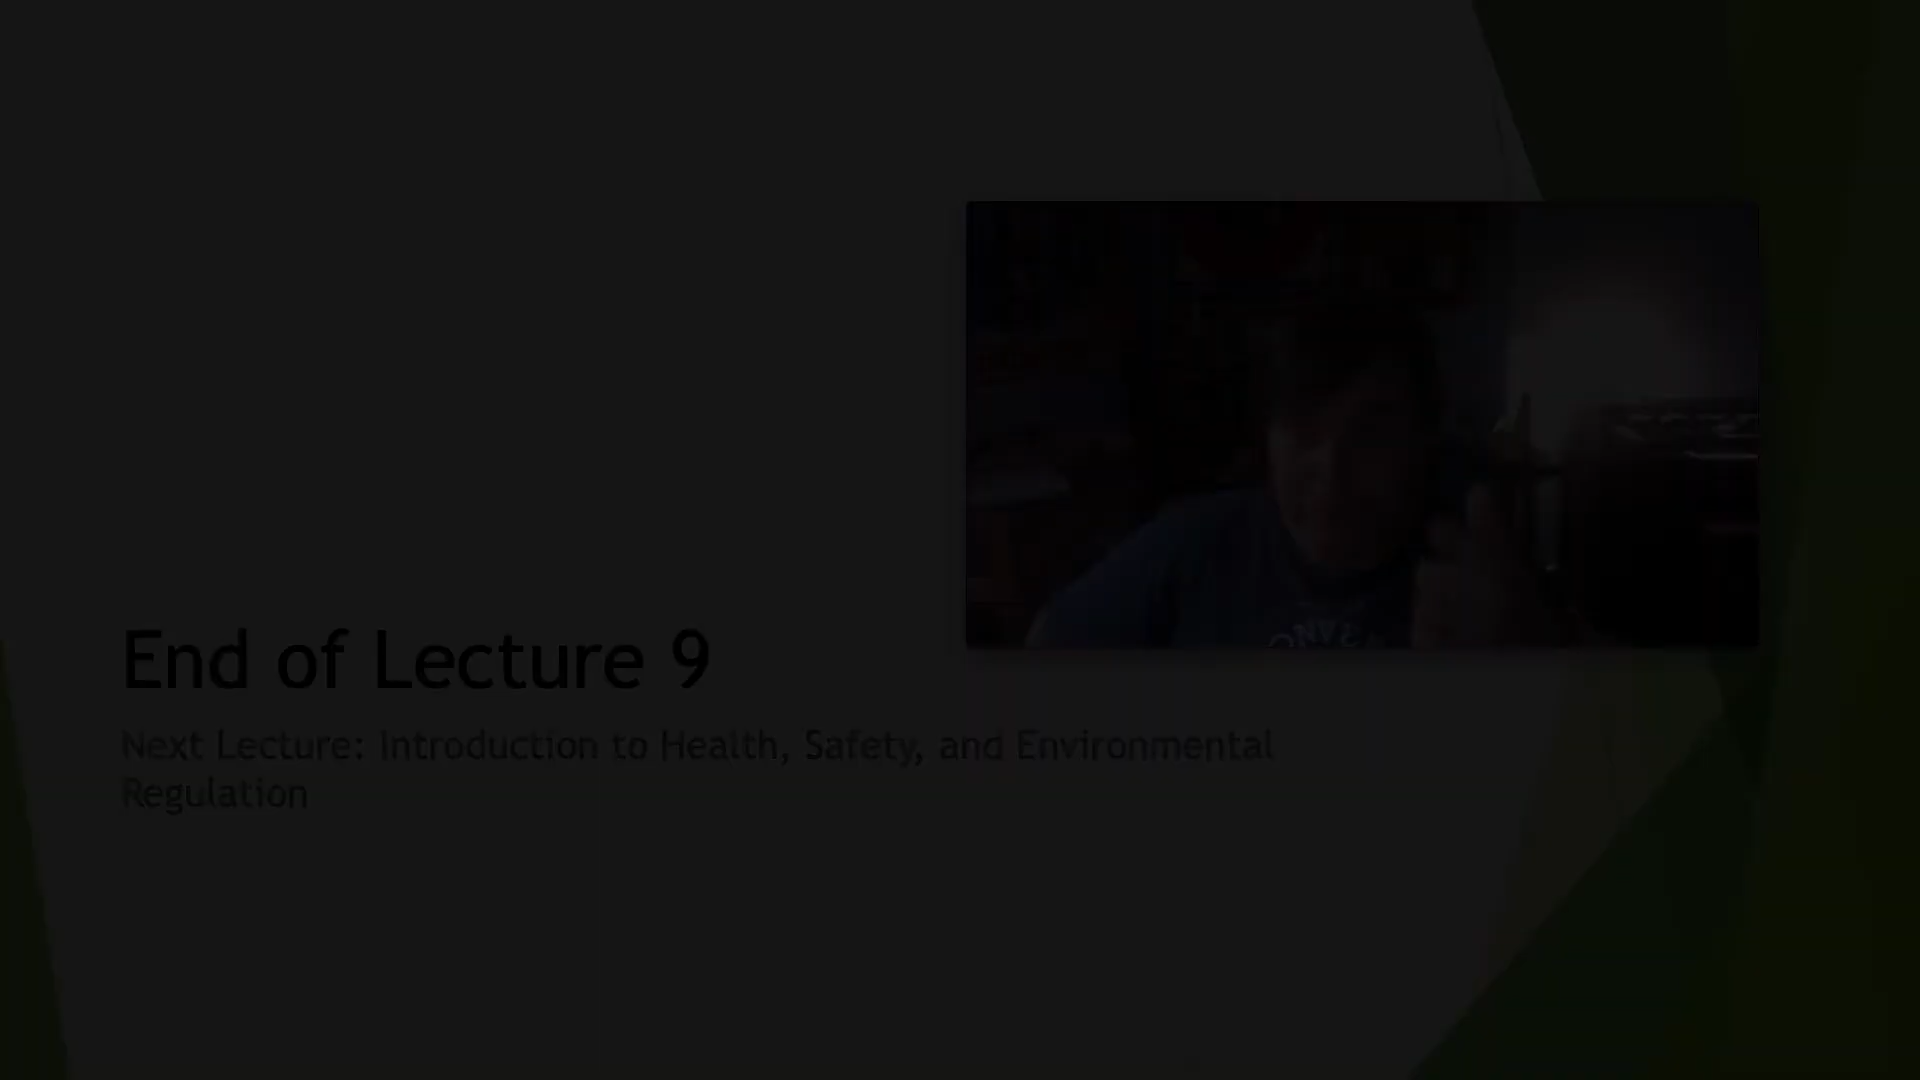 End of Lecture 9
Next Lecture: Introduction to Health, Safety, and Environmental
Regulation